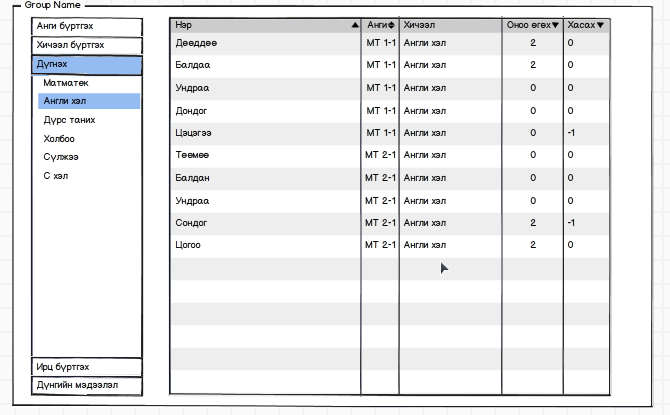 Group Name
Анги бүртгэх
Хичээл бүртгэх
Дүгнэх
Матматек
Англи хэл
Дүрс таних
Холбоо
Сүлжээ
С хэл
Ирц бүртгэх
Дүнгийн мэдээлэл
Нэр Анги Хичээл Оноо өгөх Хасах
Дөөддөө МТ 1-1 Англи хэл 2 0
Балдаа МТ 1-1 Англи хэл 2 0
Ундраа МТ 1-1 Англи хэл 0 0
Дондог МТ 1-1 Англи хэл 0 0
Цэцэгээ МТ 1-1 Англи хэл 0 -1
Төөмөө МТ 2-1 Англи хэл 0 0
Балдан МТ 2-1 Англи хэл 0 0
Ундраа МТ 2-1 Англи хэл 0 0
Сондог МТ 2-1 Англи хэл 2 -1
Цогоо МТ 2-1 Англи хэл 2 0